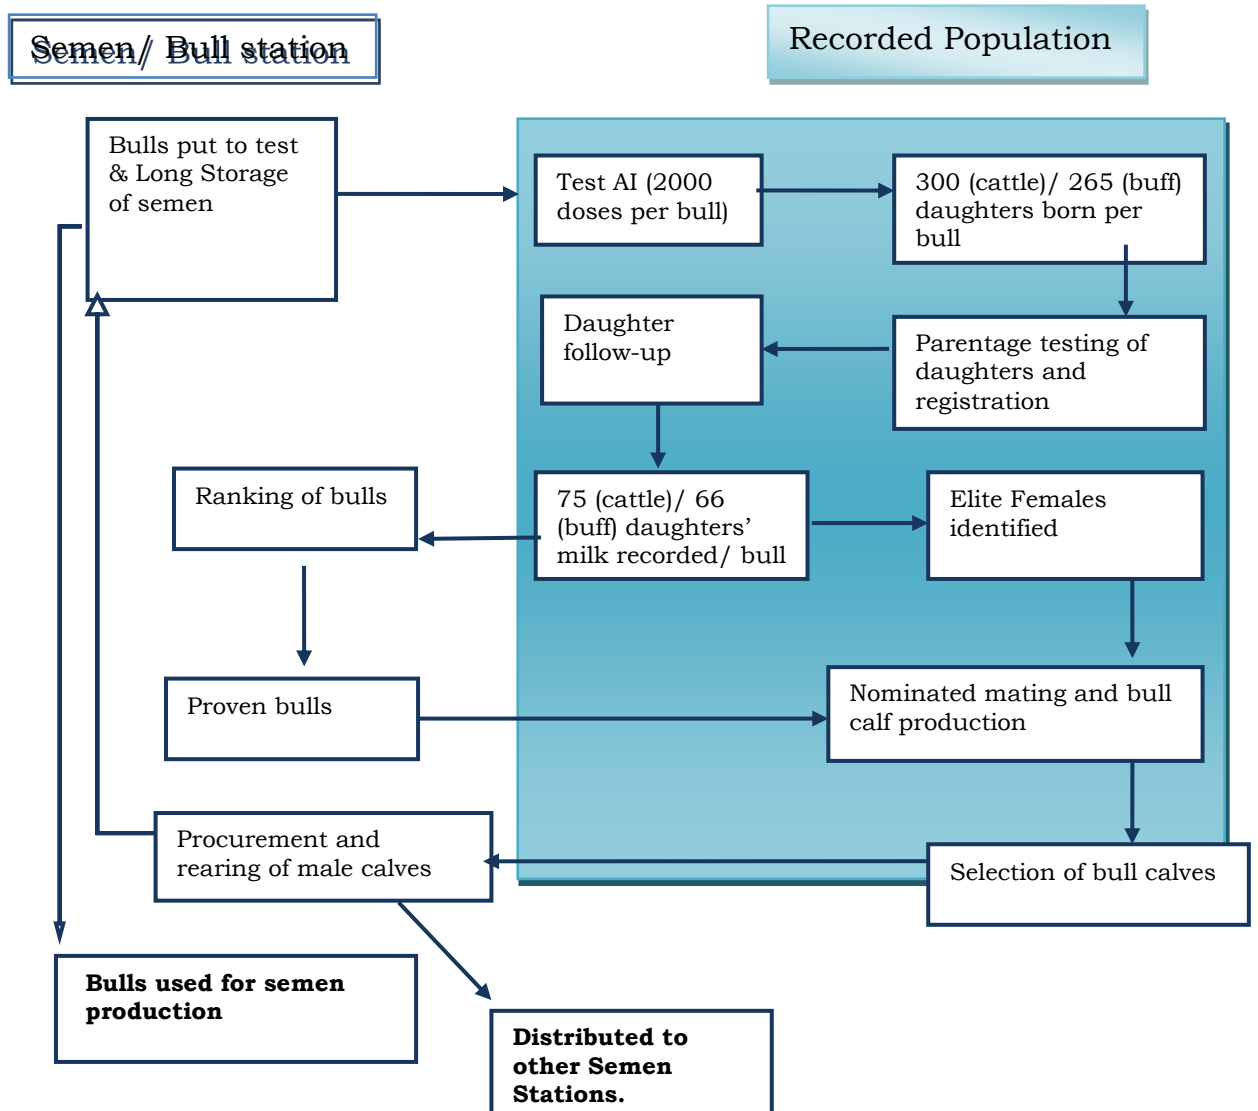 Semen/ Bull station
Recorded Population
Bulls put to test
& Long Storage
of semen
Test AI (2000
doses per bull)
300 (cattle)/ 265 (buff)
daughters born per
bull
Daughter
follow-up
Parentage testing of
daughters and
registration
Ranking of bulls
75 (cattle)/ 66
(buff) daughters’
milk recorded/ bull
Elite Females
identified
Proven bulls
Nominated mating and bull
calf production
Procurement and
rearing of male calves
Selection of bull calves
Bulls used for semen
production
Distributed to
other Semen
Stations.